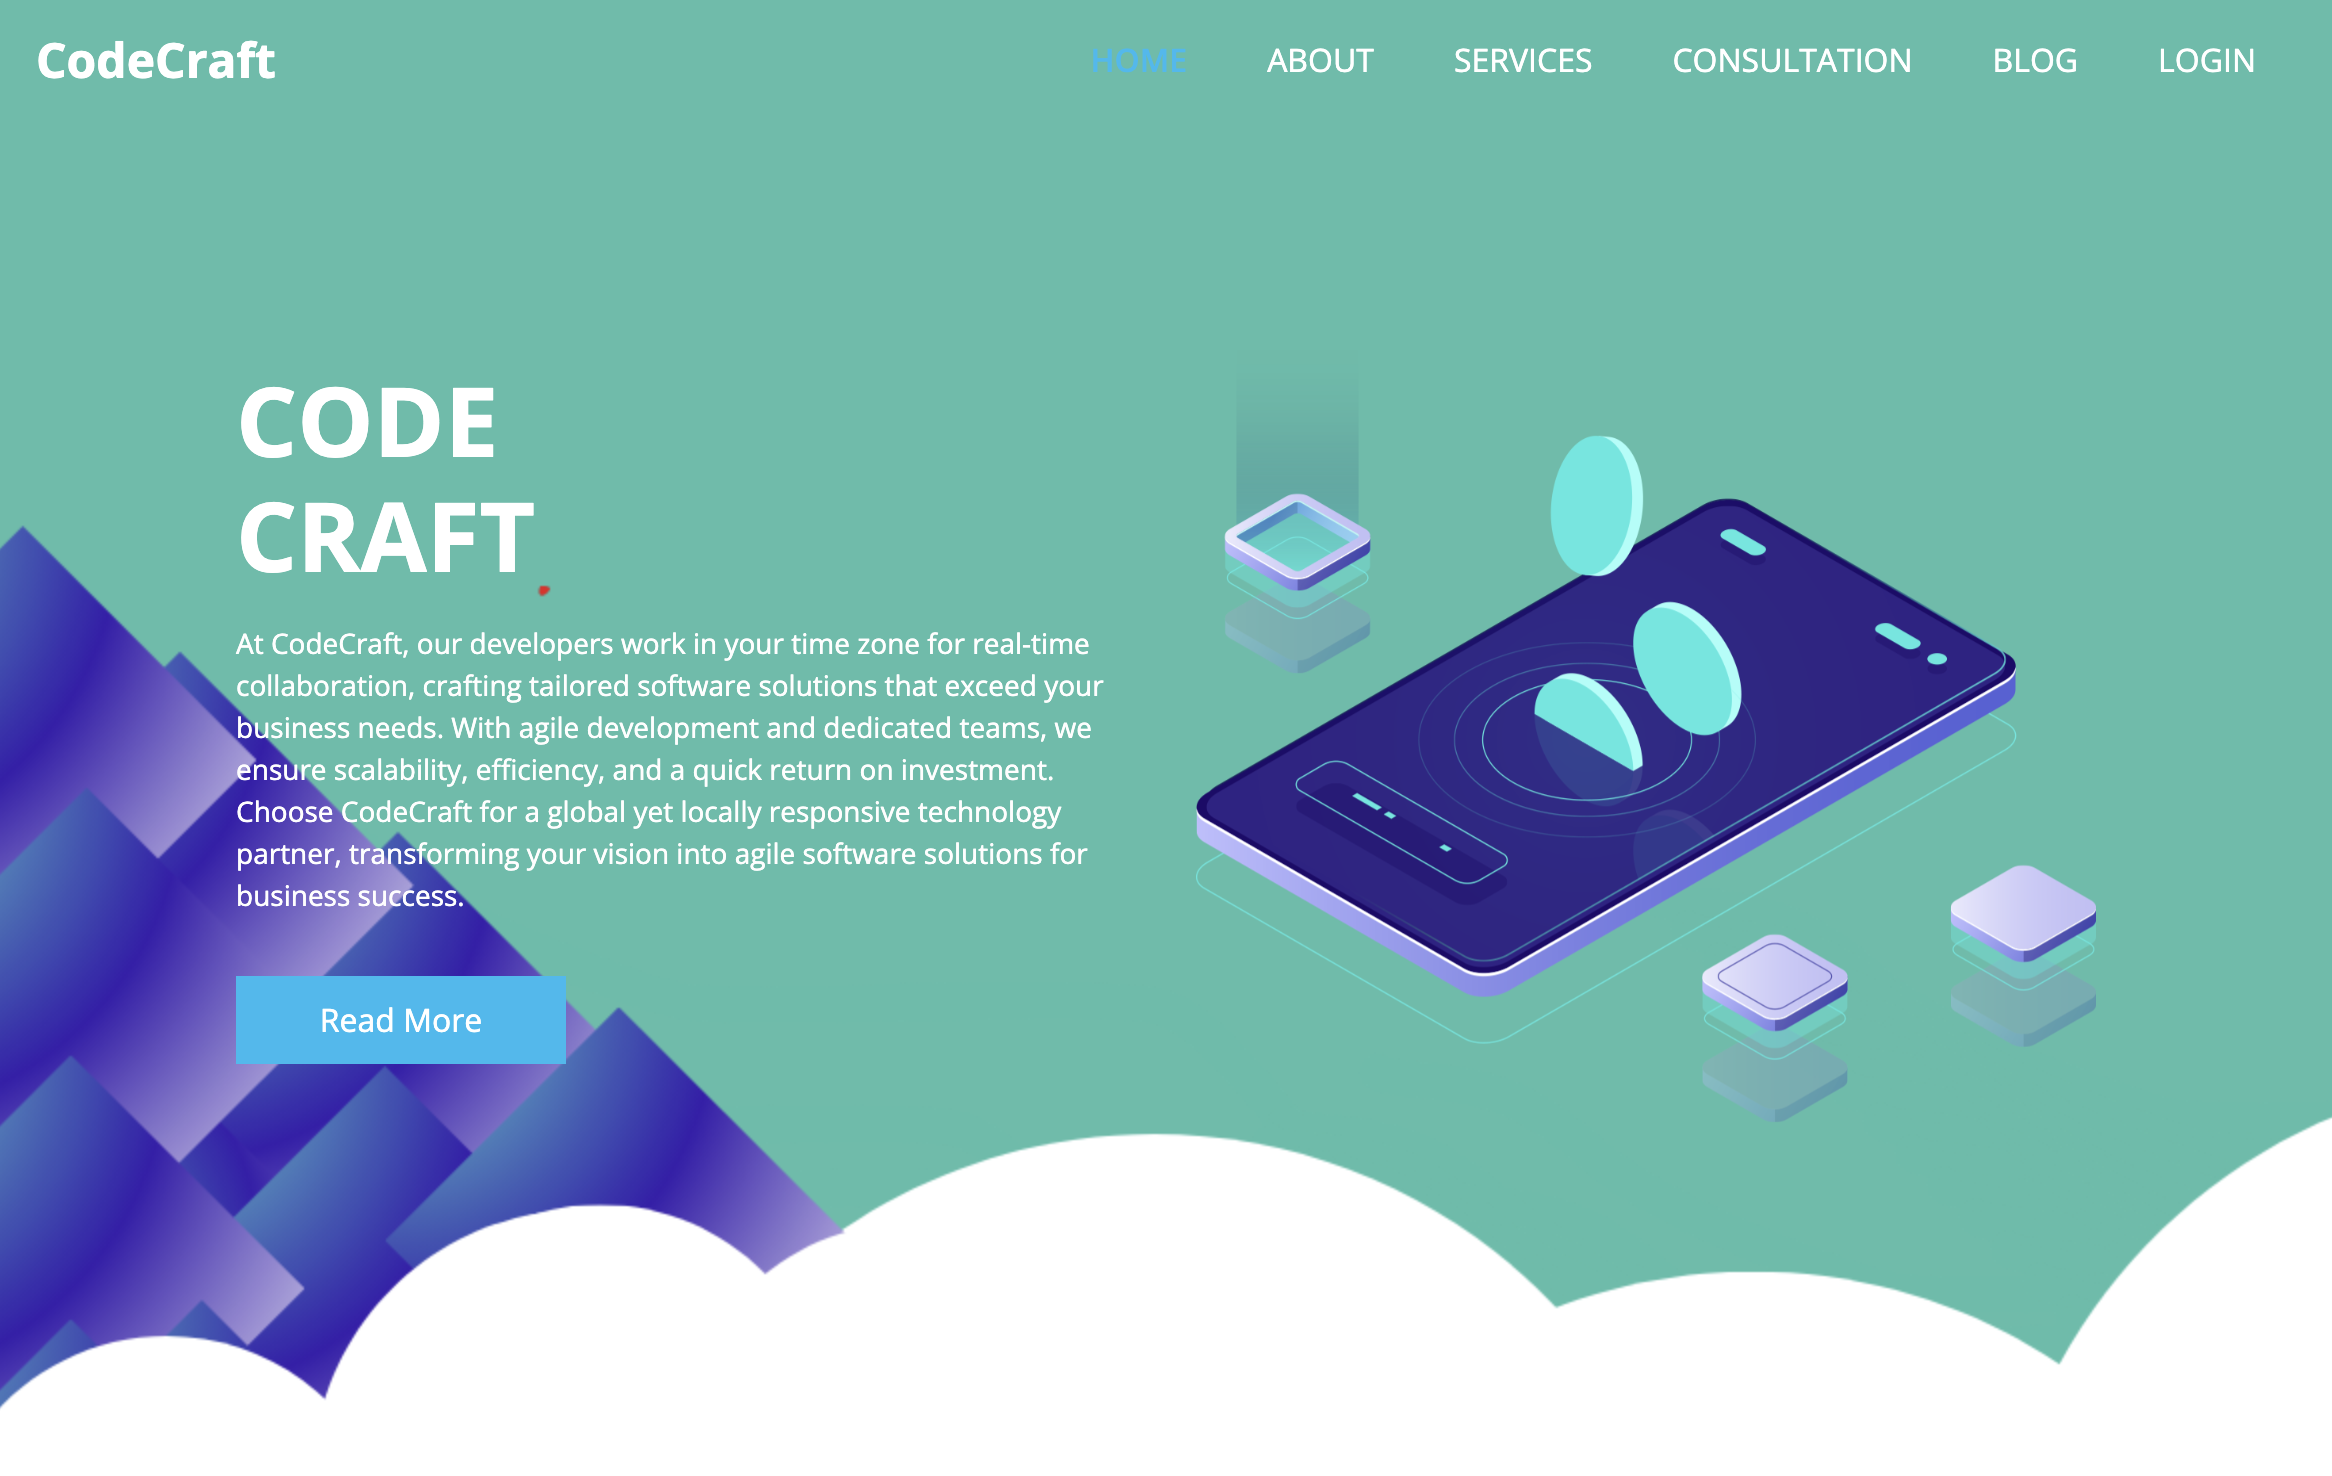 CodeCraft
HOME ABOUT SERVICES CONSULTATION BLOG LOGIN
CODE
CRAFT
At CodeCraft, our developers work in your time zone for real-time
collaboration, crafting tailored software solutions that exceed your
business needs. With agile development and dedicated teams, we
ensure scalability, efficiency, and a quick return on investment.
Choose CodeCraft for a global yet locally responsive technology
partner, transforming your vision into agile software solutions for
business success.
Read More